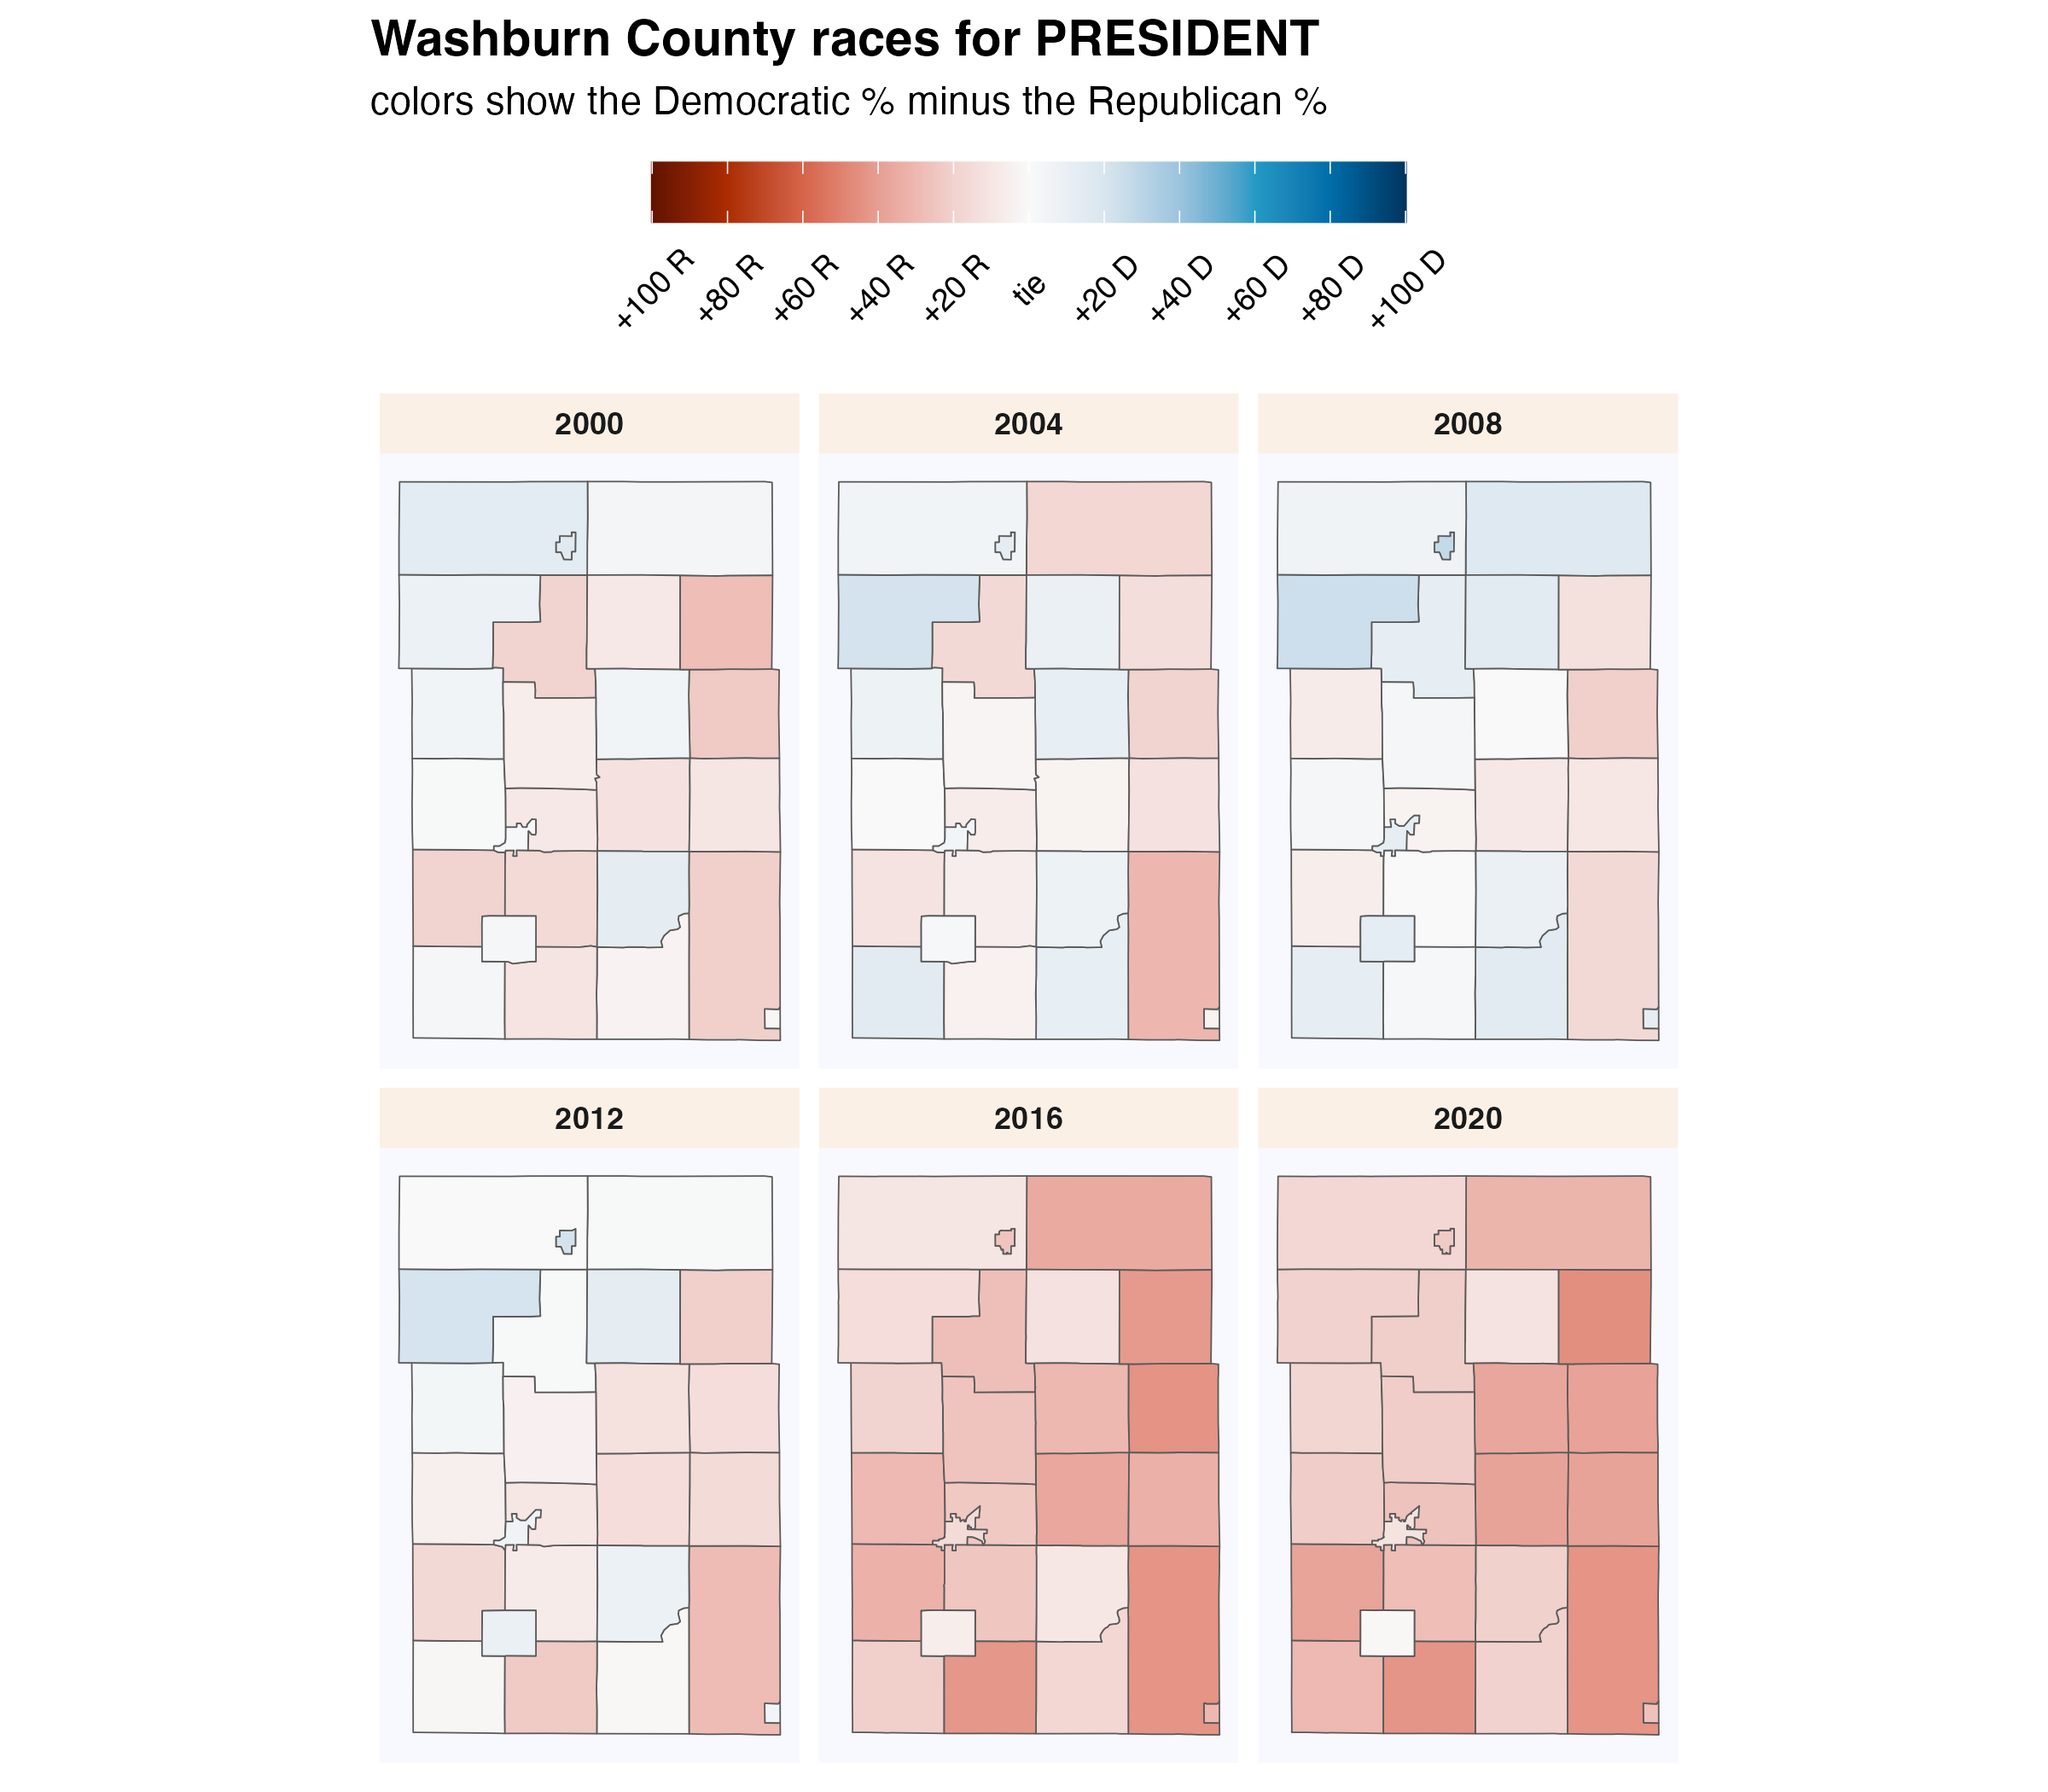 Washburn County races for PRESIDENT
colors show the Democratic % minus the Republican %
+100 R
+80 R
+60 R
+40 R
+20 R
tie
+20 D
+40 D
+60 D
+80 D
+100 D
2000
2004
2008
2012
2016
2020